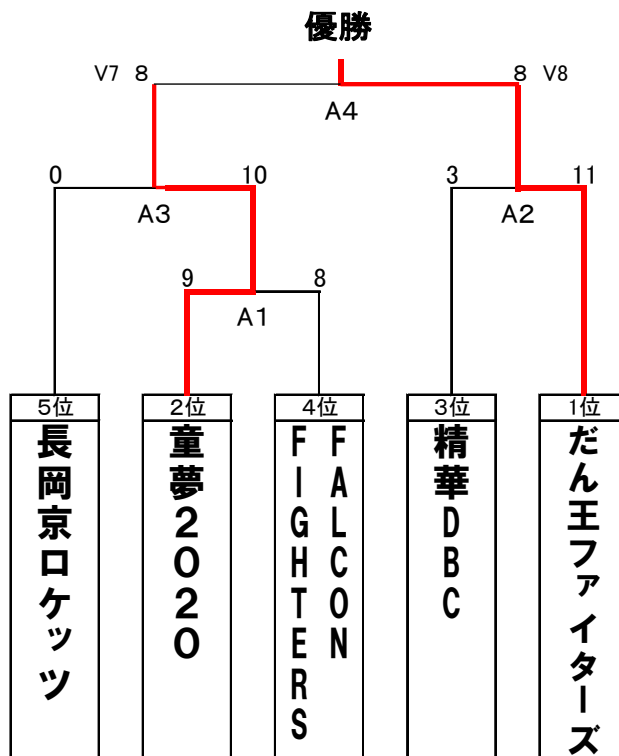 優勝
V7 8
8 V8
A4
0
10
3
11
A3
A2
9
8
A1
5位
2位
4位
3位
1位
長岡京ロケッツ
童夢2020
FALCON
FIGHTERS
精華DBC
だん王ファイターズ